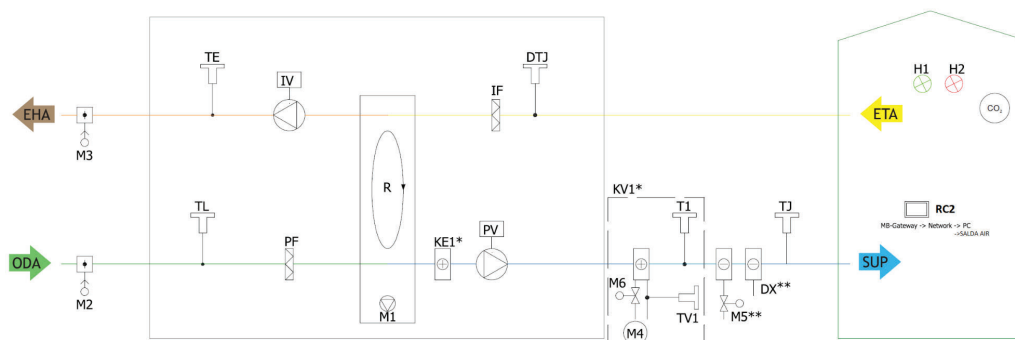 TE
IV
IF
DTJ
H1
H2
CO₂
EHA
ETA
M3
R
KV1*
RC2
MB-Gateway -> Network -> PC
->SALDA AIR
TL
PF
KE1*
PV
T1
TJ
ODA
SUP
M2
M1
M6
M4
TV1
M5**
DX**